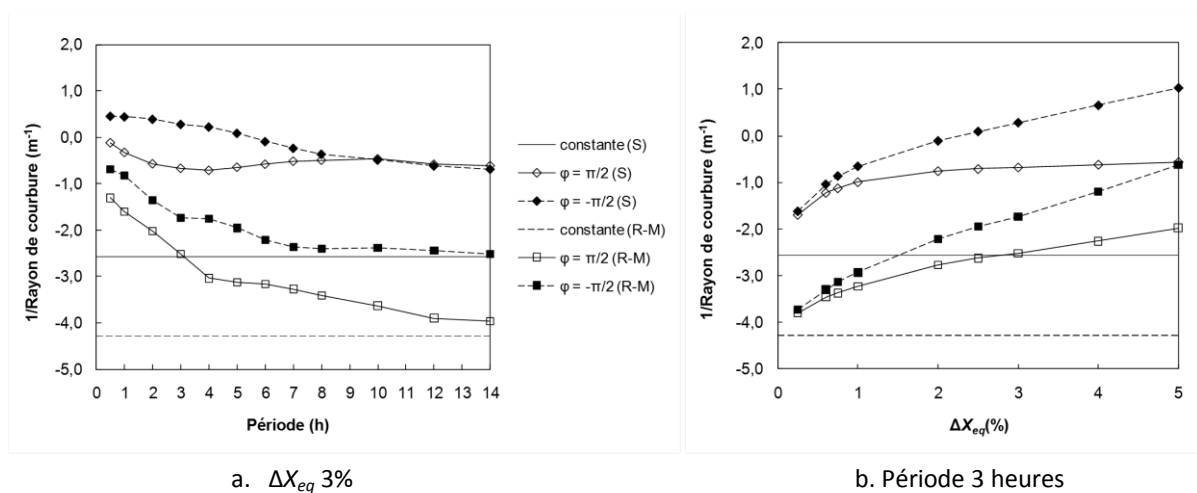 2,0
1,0
0,0
-1,0
-2,0
-3,0
-4,0
-5,0
1/Rayon de courbure (m⁻¹)
0 1 2 3 4 5 6 7 8 10 12 14
Période (h)
constante (S)
φ = π/2 (S)
φ = -π/2 (S)
constante (R-M)
φ = π/2 (R-M)
φ = -π/2 (R-M)
2,0
1,0
0,0
-1,0
-2,0
-3,0
-4,0
-5,0
1/Rayon de courbure (m⁻¹)
0 1 2 3 4 5
ΔXeq(%)
a. ΔXeq 3%
b. Période 3 heures